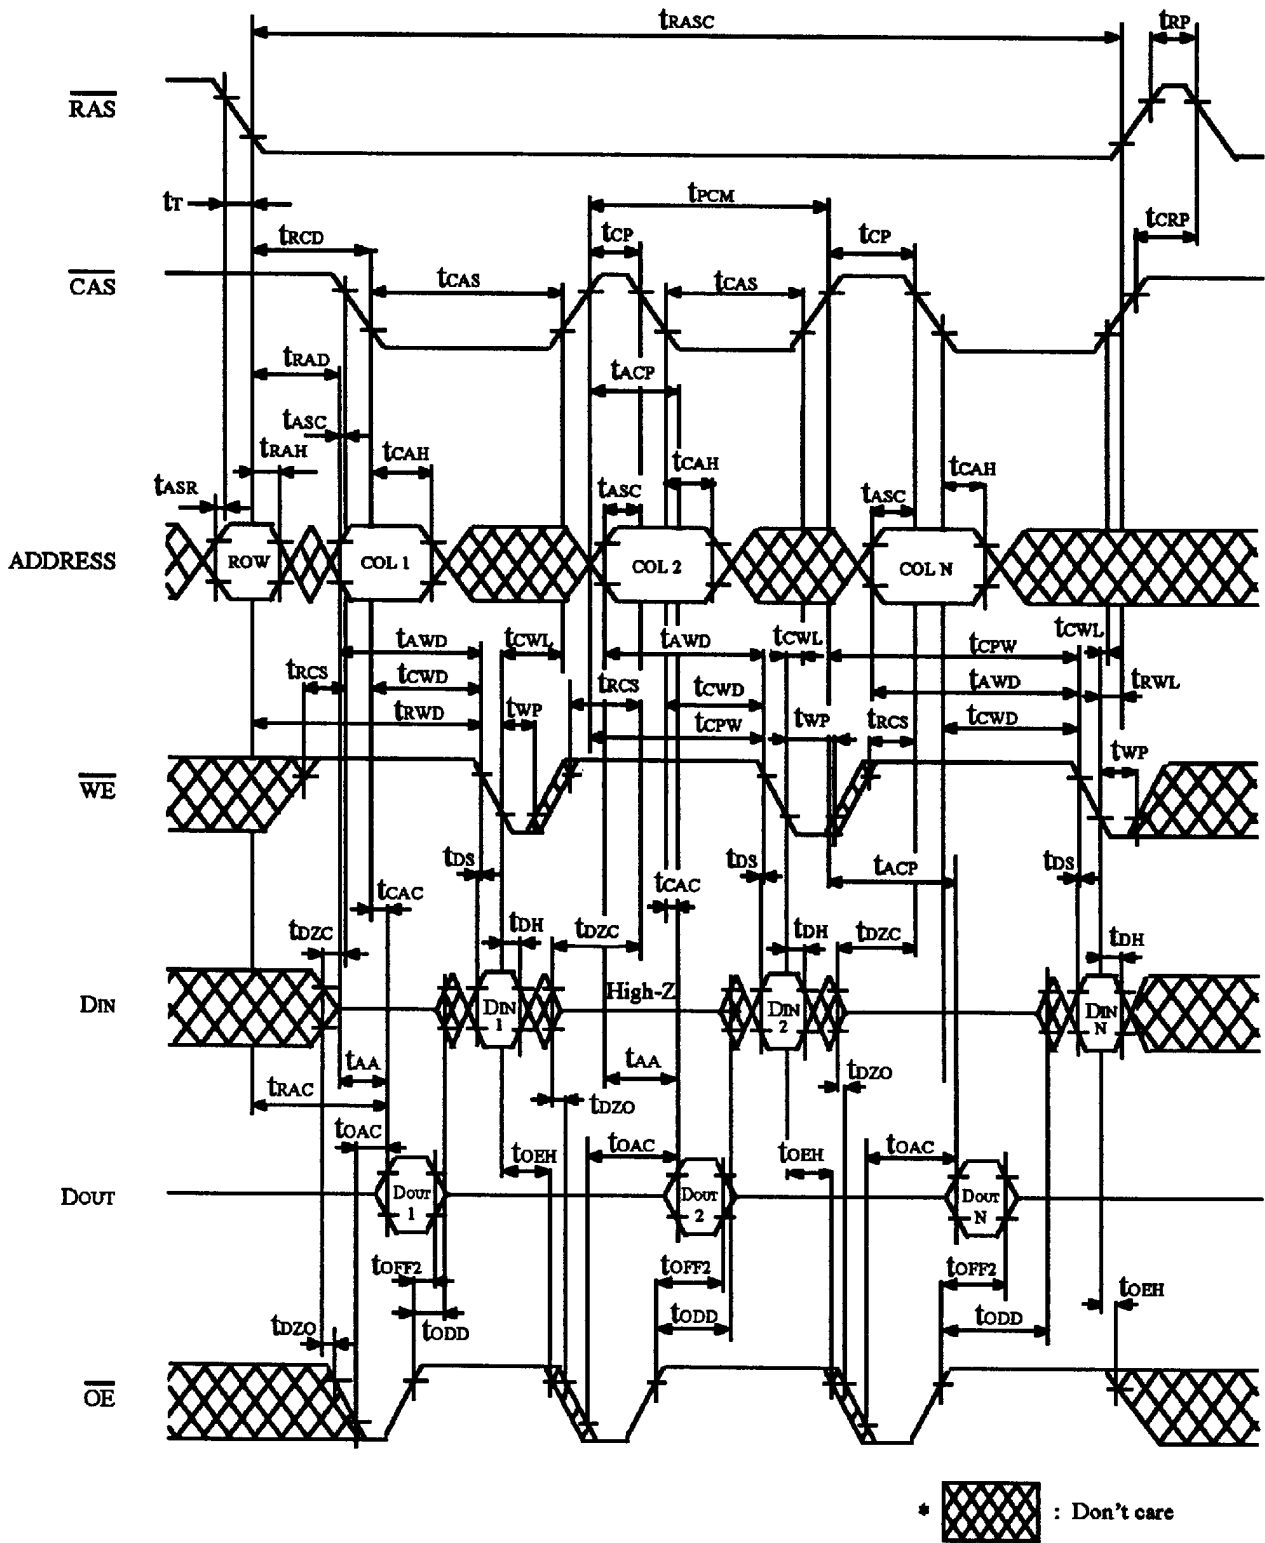 tRASC
tRP
RAS
tT
tPCM
tRCD
tCP
tCP
tCRP
CAS
tCAS
tCAS
tRAD
tACP
tASC
tRAH
tCAH
tCAH
tCAH
tASR
tASC
tASC
ADDRESS
ROW
COL 1
COL 2
COL N
tAWD
tCWL
tAWD
tCWL
tCPW
tCWL
tRCS
tCWD
tRCS
tCWD
tAWD
tRWL
tRWD
tWP
tCPW
tWP
tRCS
tCWD
tWP
WE
tDS
tCAC
tCAC
tDS
tACP
tDS
tDZC
tDH
tDZC
tDH
tDZC
tDH
DIN
DIN 1
High-Z
DIN 2
DIN N
tAA
tAA
tDZO
tRAC
tDZO
tOAC
tOEH
tOAC
tOEH
tOAC
DOUT
DOUT 1
DOUT 2
DOUT N
tOFF2
tOFF2
tOFF2
tOEH
tDZO
tODD
tODD
tODD
OE
* : Don't care